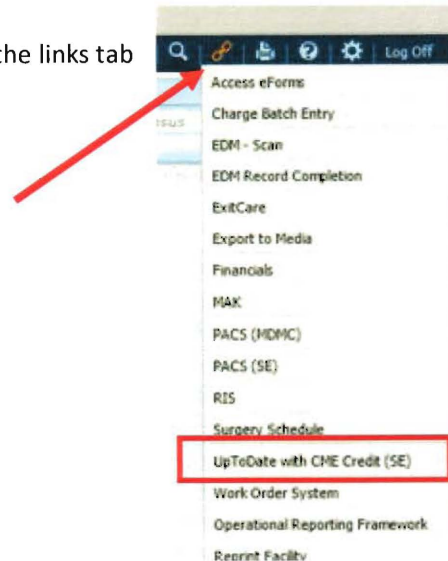 the links tab
Log Off
Access eForms
Charge Batch Entry
EDM - Scan
EDM Record Completion
ExitCare
Export to Media
Financials
MAK
PACS (MDMC)
PACS (SE)
RIS
Surgery Schedule
UpToDate with CME Credit (SE)
Work Order System
Operational Reporting Framework
Reprint Facility